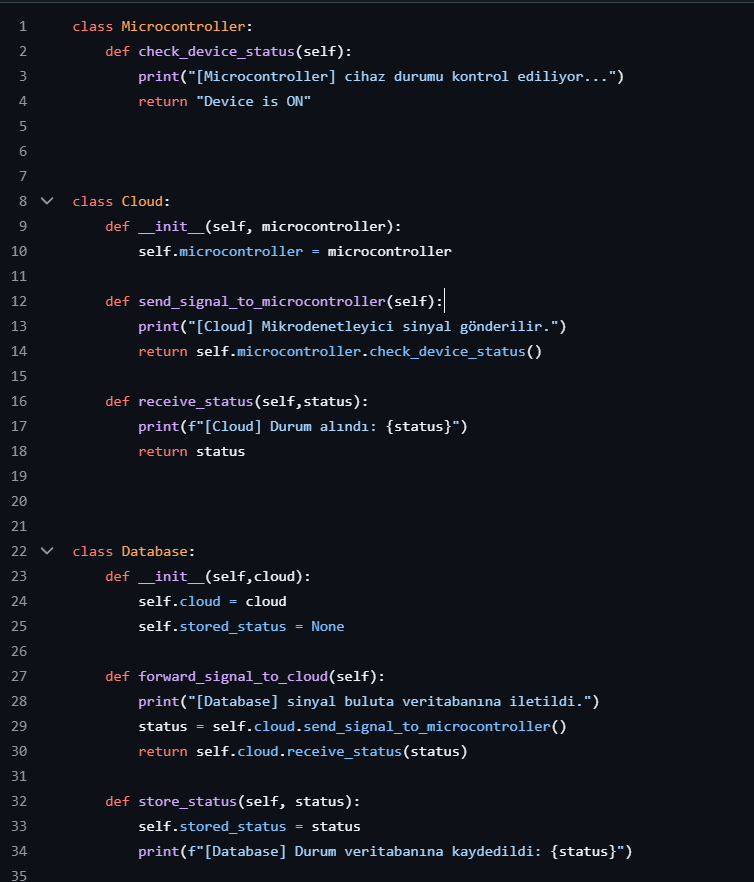 1 class Microcontroller:
2     def check_device_status(self):
3         print("[Microcontroller] cihaz durumu kontrol ediliyor...")
4         return "Device is ON"
5
6
7
8 class Cloud:
9     def __init__(self, microcontroller):
10         self.microcontroller = microcontroller
11
12     def send_signal_to_microcontroller(self):
13         print("[Cloud] Mikrodenetleyici sinyal gönderilir.")
14         return self.microcontroller.check_device_status()
15
16     def receive_status(self,status):
17         print(f"[Cloud] Durum alındı: {status}")
18         return status
19
20
21
22 class Database:
23     def __init__(self,cloud):
24         self.cloud = cloud
25         self.stored_status = None
26
27     def forward_signal_to_cloud(self):
28         print("[Database] sinyal buluta veritabanına iletildi.")
29         status = self.cloud.send_signal_to_microcontroller()
30         return self.cloud.receive_status(status)
31
32     def store_status(self, status):
33         self.stored_status = status
34         print(f"[Database] Durum veritabanına kaydedildi: {status}")
35